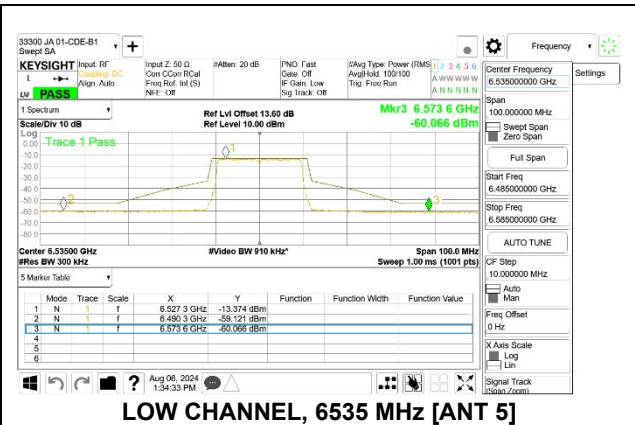 33300 JA 01-CDE-B1
Swept SA
Frequency
KEYSIGHT
Input: RF
Coupling: DC
Align: Auto
Input Z: 50 Ω
Corr CCorr RCal
Freq Ref: Int (S)
NFE: Off
#Atten: 20 dB
PNO: Fast
Gate: Off
IF Gain: Low
Sig Track: Off
#Avg Type: Power (RMS
Avg|Hold: 100/100
Trig: Free Run
1 2 3 4 5 6
A W W W W W
A N N N N N
L
LM PASS
1 Spectrum
Scale/Div 10 dB
Ref Lvl Offset 13.60 dB
Ref Level 10.00 dBm
Mkr3 6.573 6 GHz
-60.066 dBm
Log
Trace 1 Pass
0.00
-10.0
-20.0
-30.0
-40.0
-50.0
-60.0
-70.0
-80.0
1
2
3
Center 6.53500 GHz
#Res BW 300 kHz
#Video BW 910 kHz*
Span 100.0 MHz
Sweep 1.00 ms (1001 pts)
5 Marker Table
Mode Trace Scale X Y Function Function Width Function Value
1 N 1 f 6.527 3 GHz -13.374 dBm
2 N 1 f 6.490 3 GHz -59.121 dBm
3 N 1 f 6.573 6 GHz -60.066 dBm
4
5
6
Aug 06, 2024
1:34:33 PM
Center Frequency
6.535000000 GHz
Settings
Span
100.000000 MHz
Swept Span
Zero Span
Full Span
Start Freq
6.485000000 GHz
Stop Freq
6.585000000 GHz
AUTO TUNE
CF Step
10.000000 MHz
Auto
Man
Freq Offset
0 Hz
X Axis Scale
Log
Lin
Signal Track
(Span Zoom)
LOW CHANNEL, 6535 MHz [ANT 5]